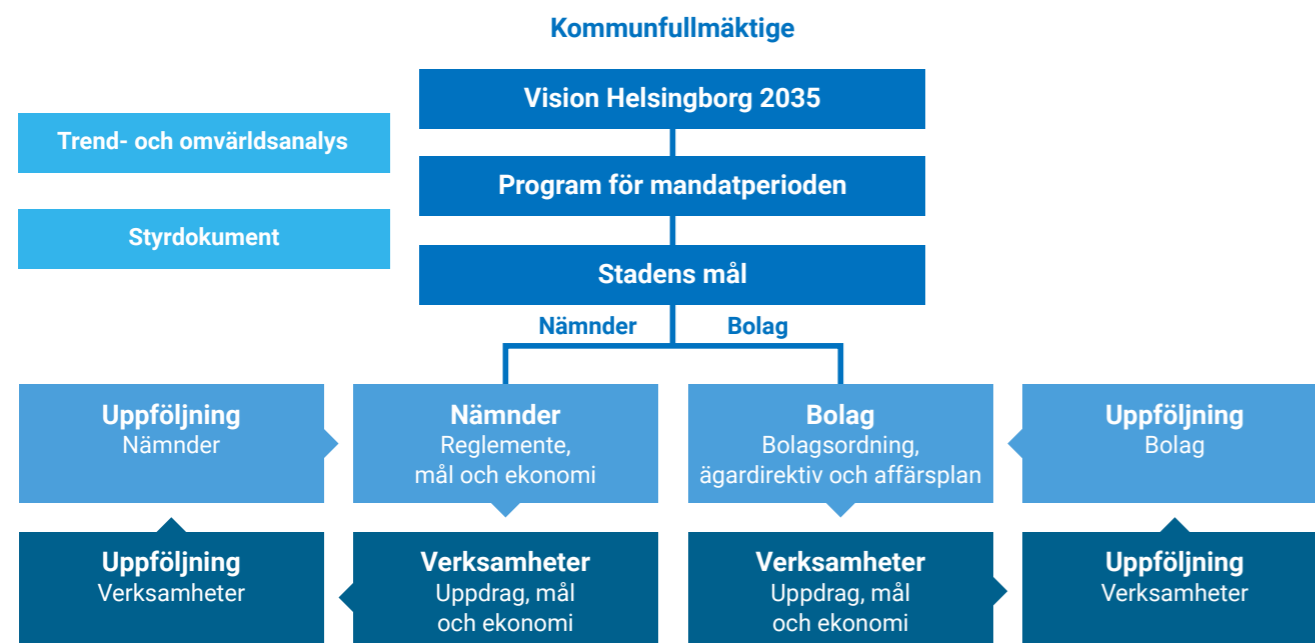 Kommunfullmäktige
Vision Helsingborg 2035
Trend- och omvärldsanalys
Program för mandatperioden
Styrdokument
Stadens mål
Nämnder
Bolag
Uppföljning
Nämnder
Nämnder
Reglemente,
mål och ekonomi
Bolag
Bolagsordning,
ägardirektiv och affärsplan
Uppföljning
Bolag
Uppföljning
Verksamheter
Verksamheter
Uppdrag, mål
och ekonomi
Verksamheter
Uppdrag, mål
och ekonomi
Uppföljning
Verksamheter